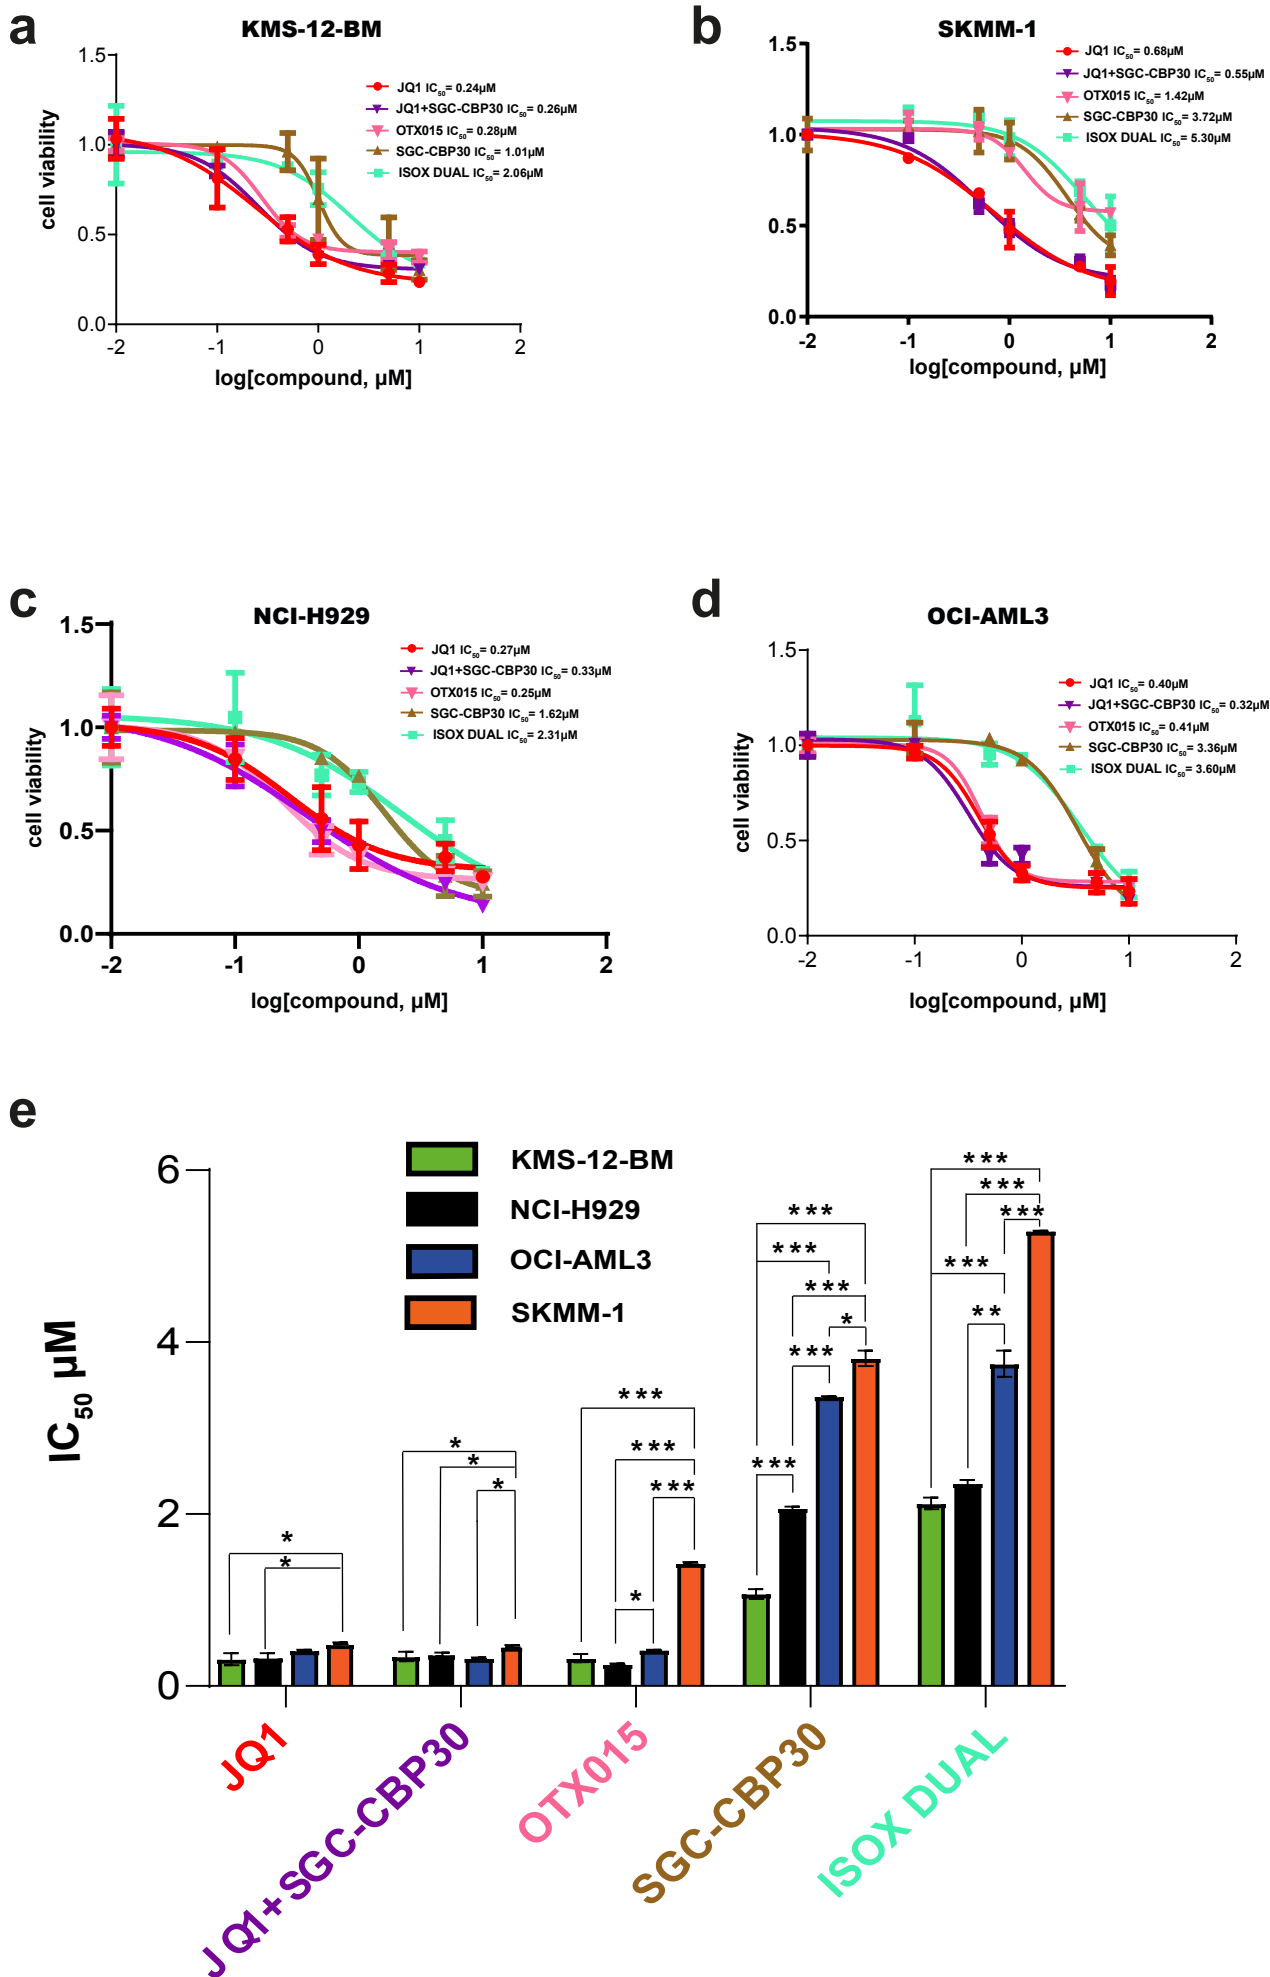 a
KMS-12-BM
1.5
1.0
0.5
0.0
-2
-1
0
1
2
cell viability
log[compound, µM]
JQ1 IC50= 0.24µM
JQ1+SGC-CBP30 IC50= 0.26µM
OTX015 IC50= 0.28µM
SGC-CBP30 IC50= 1.01µM
ISOX DUAL IC50= 2.06µM
b
SKMM-1
1.5
1.0
0.5
0.0
-2
-1
0
1
2
log[compound, µM]
JQ1 IC50= 0.68µM
JQ1+SGC-CBP30 IC50= 0.55µM
OTX015 IC50= 1.42µM
SGC-CBP30 IC50= 3.72µM
ISOX DUAL IC50= 5.30µM
c
NCI-H929
1.5
1.0
0.5
0.0
-2
-1
0
1
2
cell viability
log[compound, µM]
JQ1 IC50= 0.27µM
JQ1+SGC-CBP30 IC50= 0.33µM
OTX015 IC50= 0.25µM
SGC-CBP30 IC50= 1.62µM
ISOX DUAL IC50= 2.31µM
d
OCI-AML3
1.5
1.0
0.5
0.0
-2
-1
0
1
2
cell viability
log[compound, µM]
JQ1 IC50= 0.40µM
JQ1+SGC-CBP30 IC50= 0.32µM
OTX015 IC50= 0.41µM
SGC-CBP30 IC50= 3.36µM
ISOX DUAL IC50= 3.60µM
e
KMS-12-BM
NCI-H929
OCI-AML3
SKMM-1
6
4
2
0
IC50 µM
*
*
*
*
*
***
***
***
*
***
***
***
*
***
***
***
***
***
***
**
JQ1
JQ1+SGC-CBP30
OTX015
SGC-CBP30
ISOX DUAL